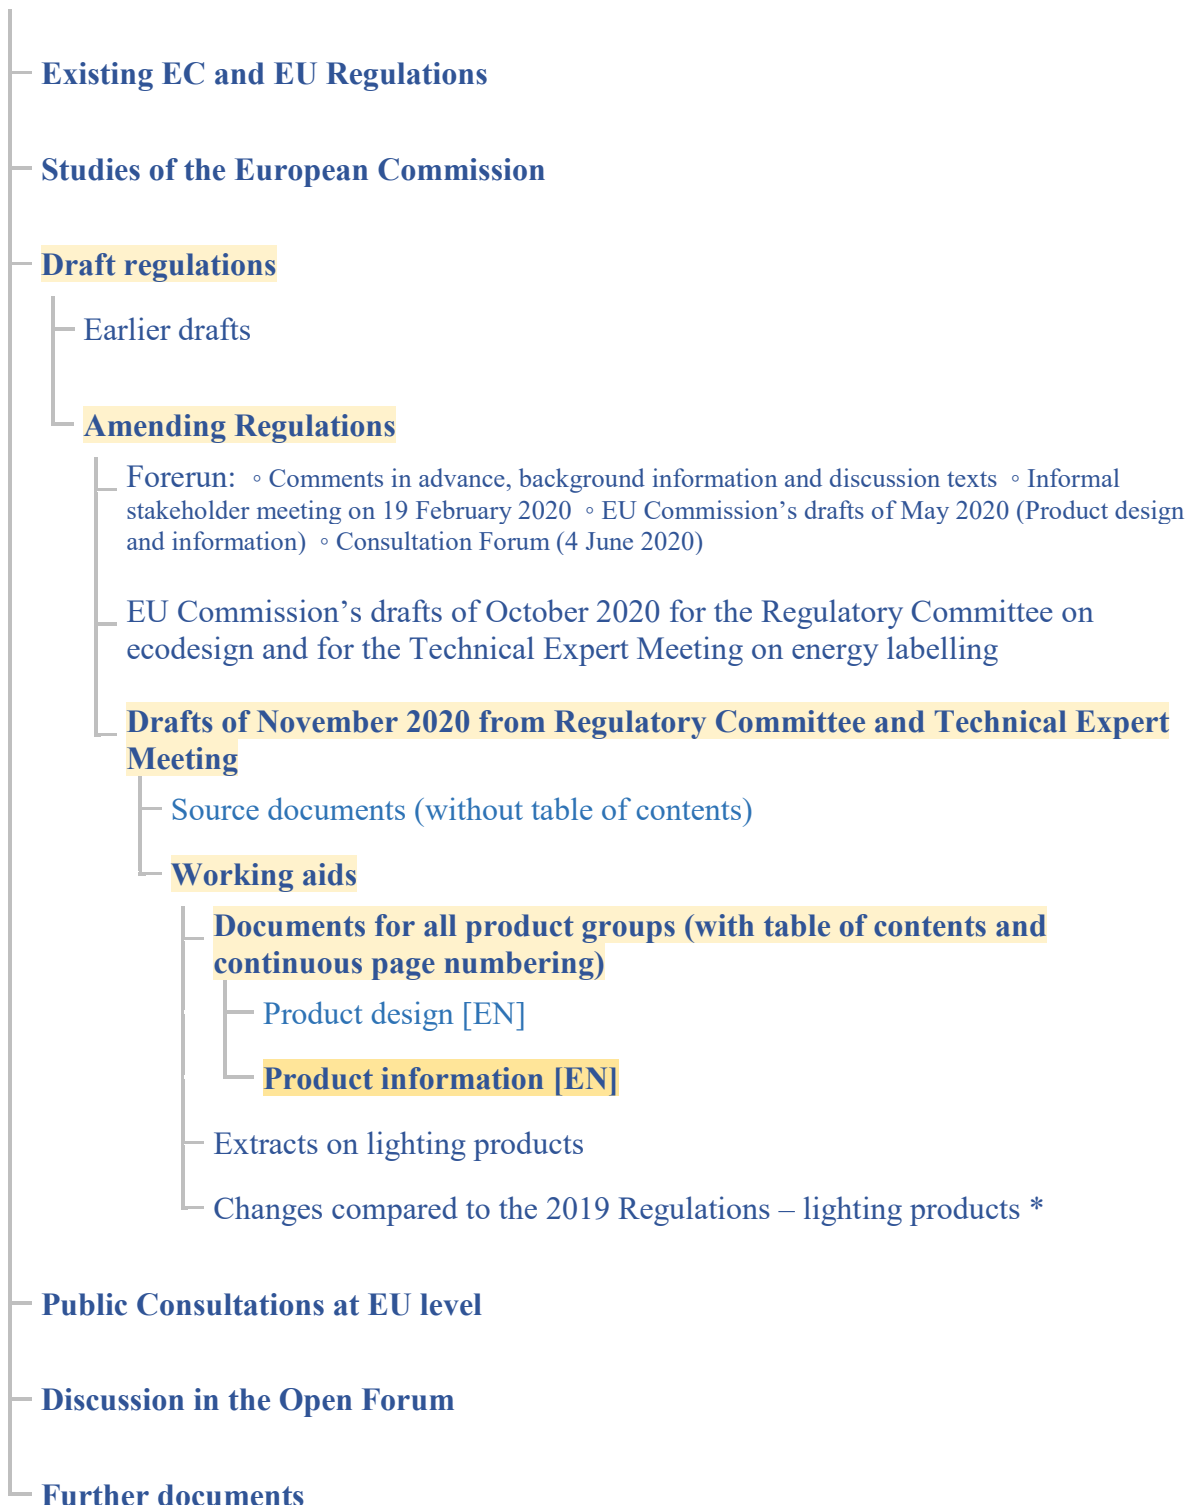 Existing EC and EU Regulations
Studies of the European Commission
Draft regulations
Earlier drafts
Amending Regulations
Forerun: ◦ Comments in advance, background information and discussion texts ◦ Informal
stakeholder meeting on 19 February 2020 ◦ EU Commission’s drafts of May 2020 (Product design
and information) ◦ Consultation Forum (4 June 2020)
EU Commission’s drafts of October 2020 for the Regulatory Committee on
ecodesign and for the Technical Expert Meeting on energy labelling
Drafts of November 2020 from Regulatory Committee and Technical Expert
Meeting
Source documents (without table of contents)
Working aids
Documents for all product groups (with table of contents and
continuous page numbering)
Product design [EN]
Product information [EN]
Extracts on lighting products
Changes compared to the 2019 Regulations – lighting products *
Public Consultations at EU level
Discussion in the Open Forum
Further documents